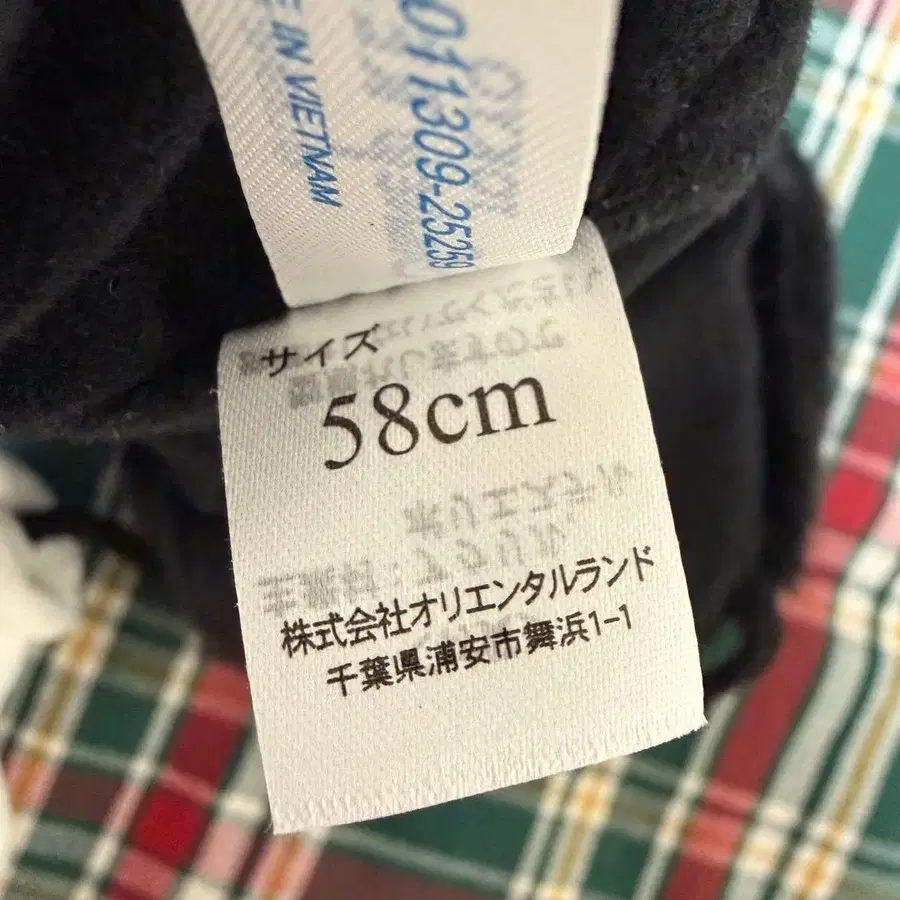 E IN VIETNAM
011309-25259
サイズ
58cm
株式会社オリエンタルランド
千葉県浦安市舞浜1-1